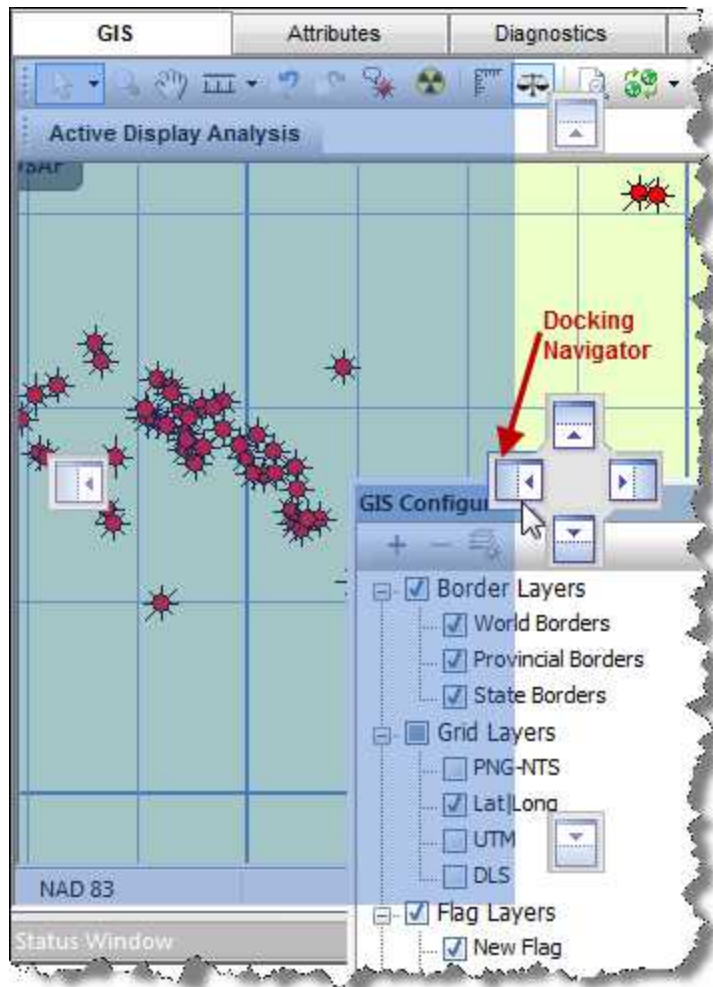 GIS
Attributes
Diagnostics
Active Display Analysis
Docking
Navigator
GIS
Border Layers
World Borders
Provincial Borders
State Borders
Grid Layers
PNG-NTS
Lat|Long
UTM
DLS
NAD 83
Flag Layers
Status Window
New Flag